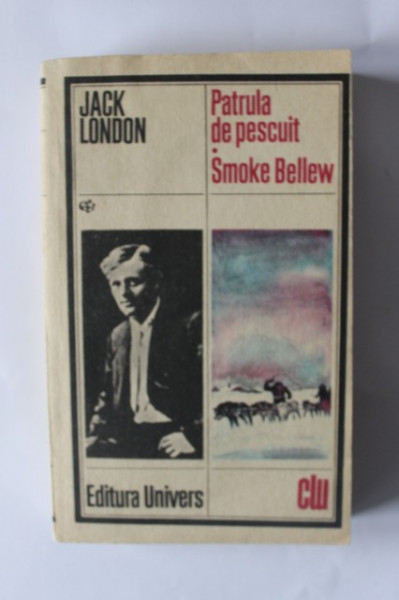 JACK
LONDON
Patrula
de pescuit
•
Smoke Bellew
Editura Univers
clu